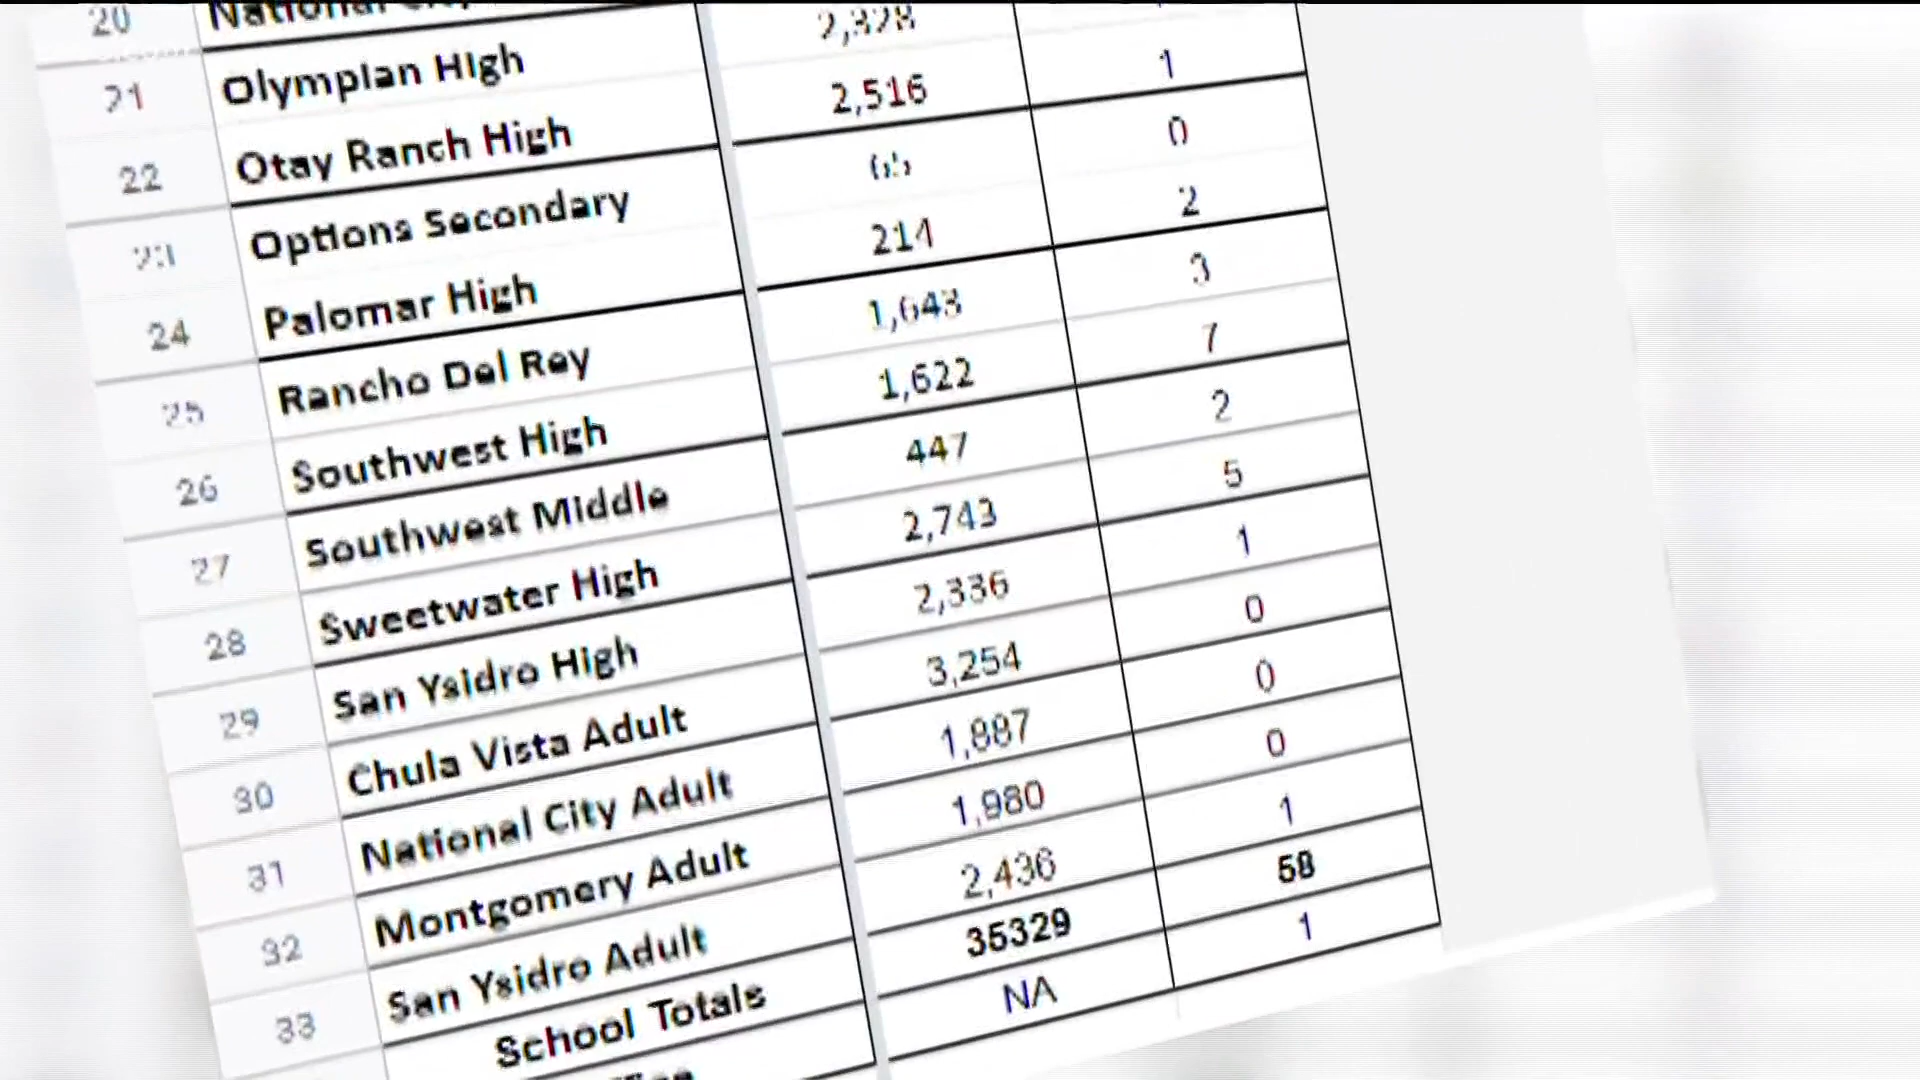 20 National
21 Olympian High 2,328
22 Otay Ranch High 2,516 1
23 Options Secondary 0
24 Palomar High 214 2
25 Rancho Del Rey 1,643 3
26 Southwest High 1,622 7
27 Southwest Middle 447 2
28 Sweetwater High 2,743 5
29 San Ysidro High 2,336 1
30 Chula Vista Adult 3,254 0
31 National City Adult 1,887 0
32 Montgomery Adult 1,980 0
33 San Ysidro Adult 2,436 1
School Totals 35329 58
NA 1